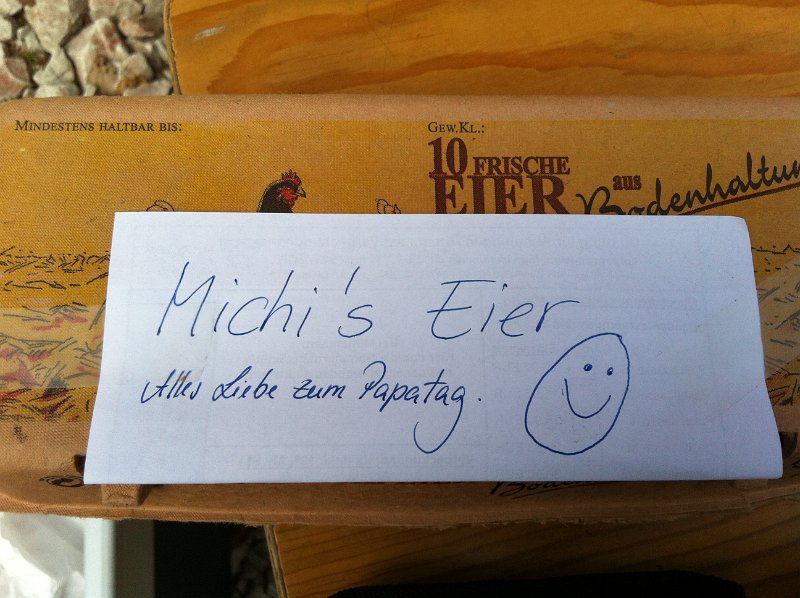 MINDESTENS HALTBAR BIS:
GEW.KL.:
10 FRISCHE
EIER aus Bodenhaltun
Michi's Eier
Alles Liebe zum Papatag.